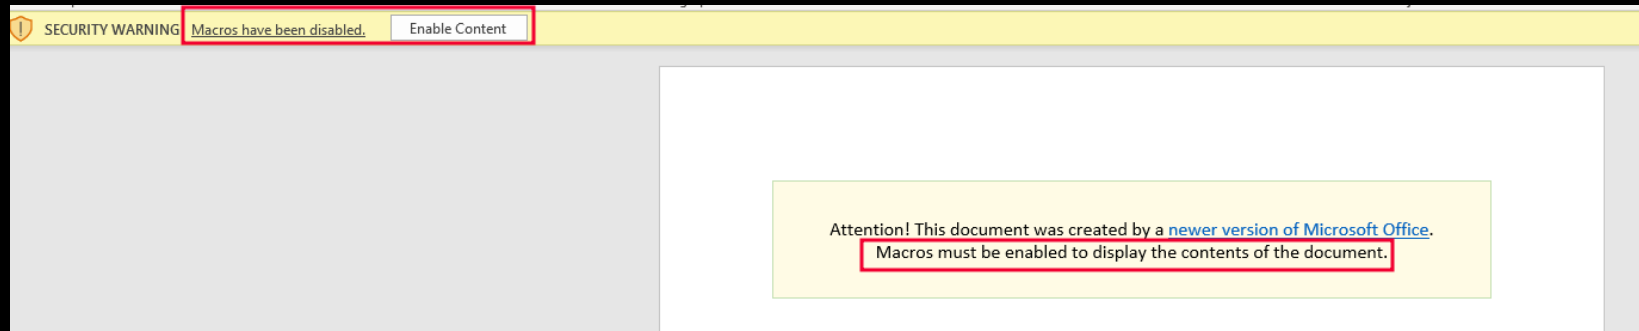 SECURITY WARNING Macros have been disabled. Enable Content
Attention! This document was created by a newer version of Microsoft Office.
Macros must be enabled to display the contents of the document.